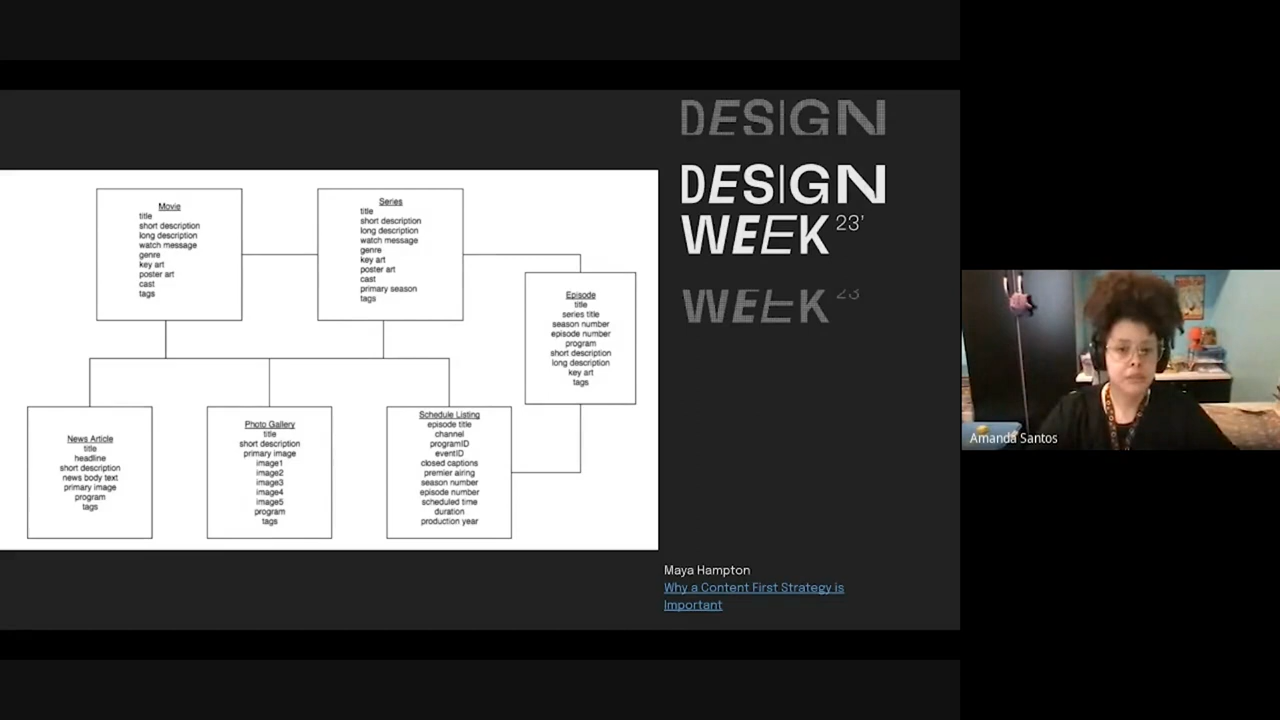 Movie
title
short description
long description
watch message
genre
key art
poster art
cast
tags
Series
title
short description
long description
watch message
genre
key art
poster art
cast
primary season
tags
Episode
title
series title
season number
episode number
program
short description
long description
key art
tags
News Article
title
headline
short description
news body text
primary image
program
tags
Photo Gallery
title
short description
primary image
image1
image2
image3
image4
image5
program
tags
Schedule Listing
episode title
channel
programID
eventID
closed captions
premier airing
season number
episode number
scheduled time
duration
production year
DESIGN
DESIGN
WEEK 23'
WEEK 23
Maya Hampton
Why a Content First Strategy is
Important
Amanda Santos